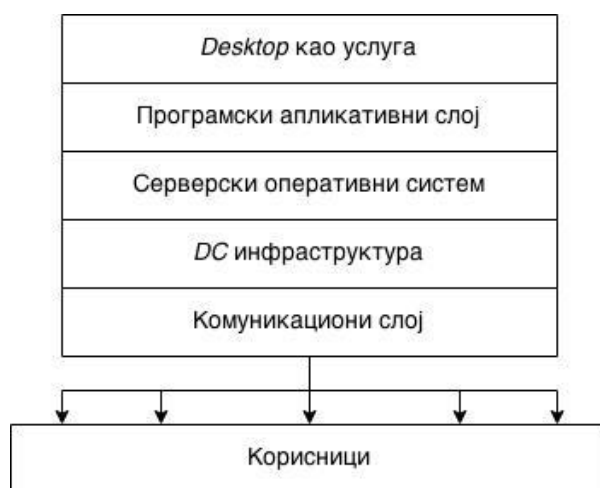 Desktop као услуга
Програмски апликативни слој
Серверски оперативни систем
DC инфраструктура
Комуникациони слој
Корисници